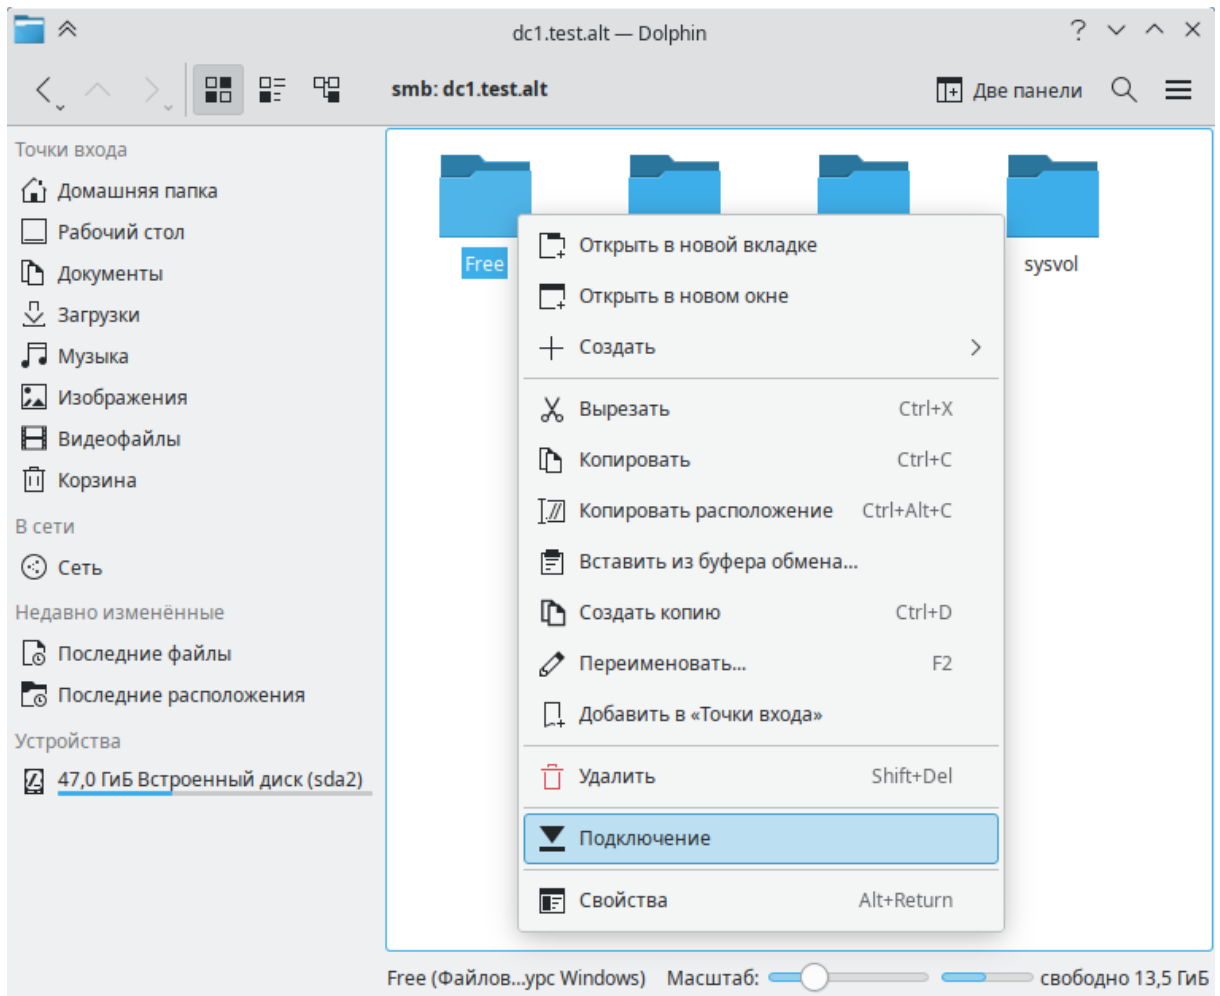 dc1.test.alt — Dolphin
smb: dc1.test.alt
Две панели
Точки входа
Домашняя папка
Рабочий стол
Документы
Загрузки
Музыка
Изображения
Видеофайлы
Корзина
В сети
Сеть
Недавно изменённые
Последние файлы
Последние расположения
Устройства
47,0 ГиБ Встроенный диск (sda2)
Free
sysvol
Открыть в новой вкладке
Открыть в новом окне
Создать
Вырезать Ctrl+X
Копировать Ctrl+C
Копировать расположение Ctrl+Alt+C
Вставить из буфера обмена...
Создать копию Ctrl+D
Переименовать... F2
Добавить в «Точки входа»
Удалить Shift+Del
Подключение
Свойства Alt+Return
Free (Файлов...урс Windows) Масштаб: свободно 13,5 ГиБ